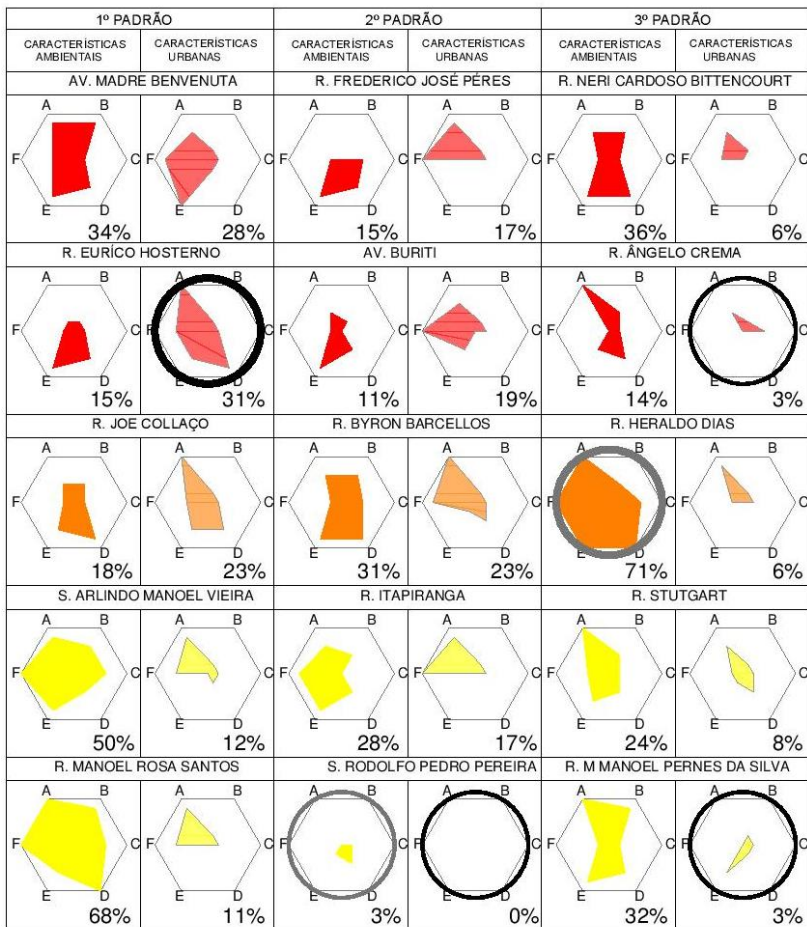 1º PADRÃO 2º PADRÃO 3º PADRÃO
CARACTERÍSTICAS AMBIENTAIS CARACTERÍSTICAS URBANAS CARACTERÍSTICAS AMBIENTAIS CARACTERÍSTICAS URBANAS CARACTERÍSTICAS AMBIENTAIS CARACTERÍSTICAS URBANAS
AV. MADRE BENVENUTA R. FREDERICO JOSÉ PÉRES R. NERI CARDOSO BITTENCOURT
A B A B A B A B A B A B
F C F C F C F C F C F C
E D E D E D E D E D E D
34% 28% 15% 17% 36% 6%
R. EURÍCO HOSTERNO AV. BURITI R. ÂNGELO CREMA
A B A B A B A B A B A B
F C F C F C F C F C F C
E D E D E D E D E D E D
15% 31% 11% 19% 14% 3%
R. JOE COLLAÇO R. BYRON BARCELLOS R. HERALDO DIAS
A B A B A B A B A B A B
F C F C F C F C F C F C
E D E D E D E D E D E D
18% 23% 31% 23% 71% 6%
S. ARLINDO MANOEL VIEIRA R. ITAPIRANGA R. STUTGART
A B A B A B A B A B A B
F C F C F C F C F C F C
E D E D E D E D E D E D
50% 12% 28% 17% 24% 8%
R. MANOEL ROSA SANTOS S. RODOLFO PEDRO PEREIRA R. M MANOEL PERNES DA SILVA
A B A B A B A B A B A B
F C F C F C F C F C F C
E D E D E D E D E D E D
68% 11% 3% 0% 32% 3%